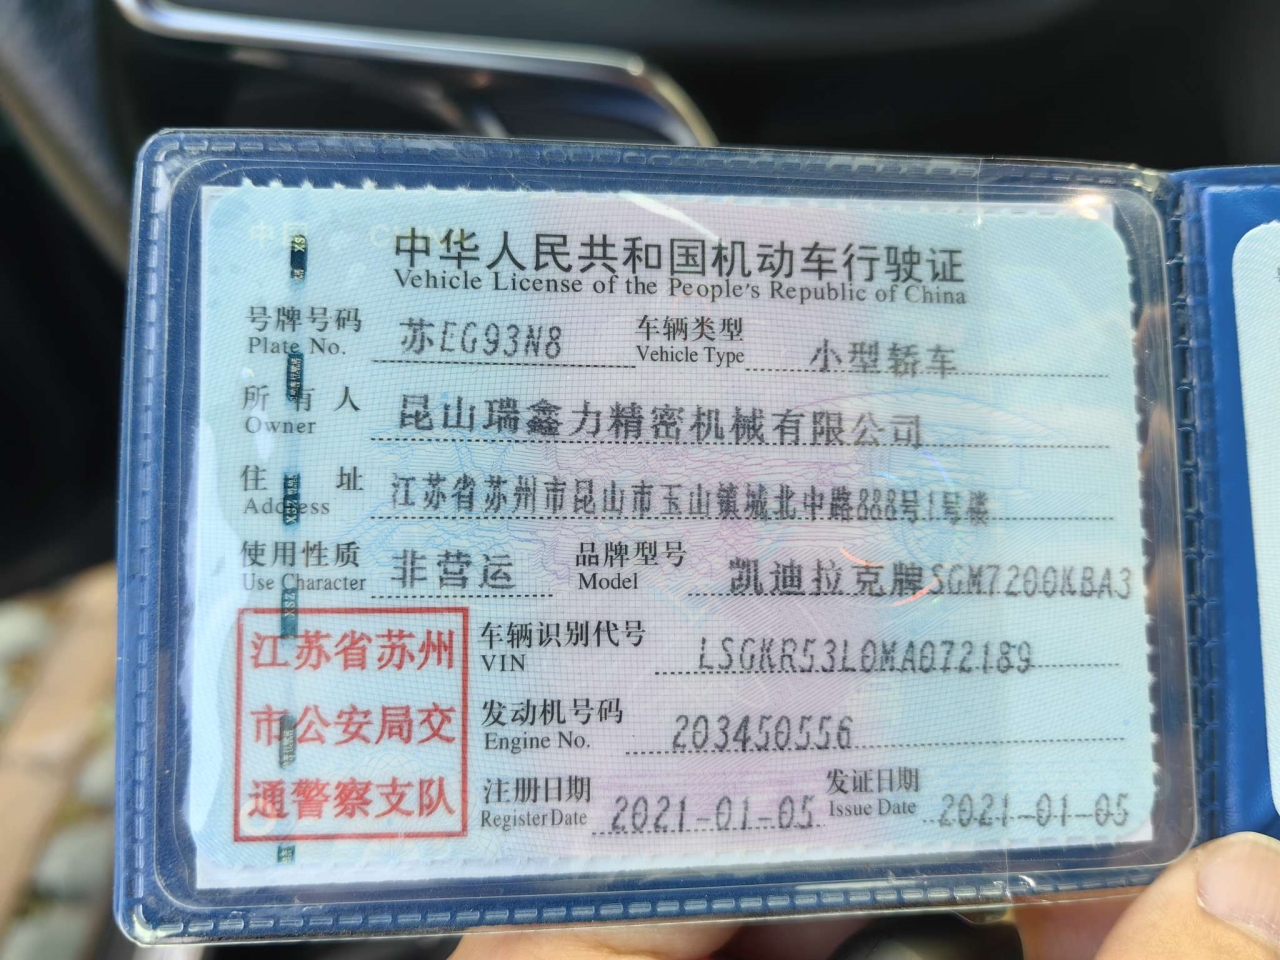 中华人民共和国机动车行驶证
Vehicle License of the People's Republic of China
号牌号码 苏EG93N8 车辆类型 小型轿车
Plate No. Vehicle Type
所有人 昆山瑞鑫力精密机械有限公司
Owner
住址 江苏省苏州市昆山市玉山镇城北中路888号1号楼
Address
使用性质 非营运 品牌型号 凯迪拉克牌SGM7200KBA3
Use Character Model
江苏省苏州
市公安局交
通警察支队
车辆识别代号 LSGKR53L0MA072189
VIN
发动机号码 203450556
Engine No.
注册日期 2021-01-05 发证日期 2021-01-05
Register Date Issue Date